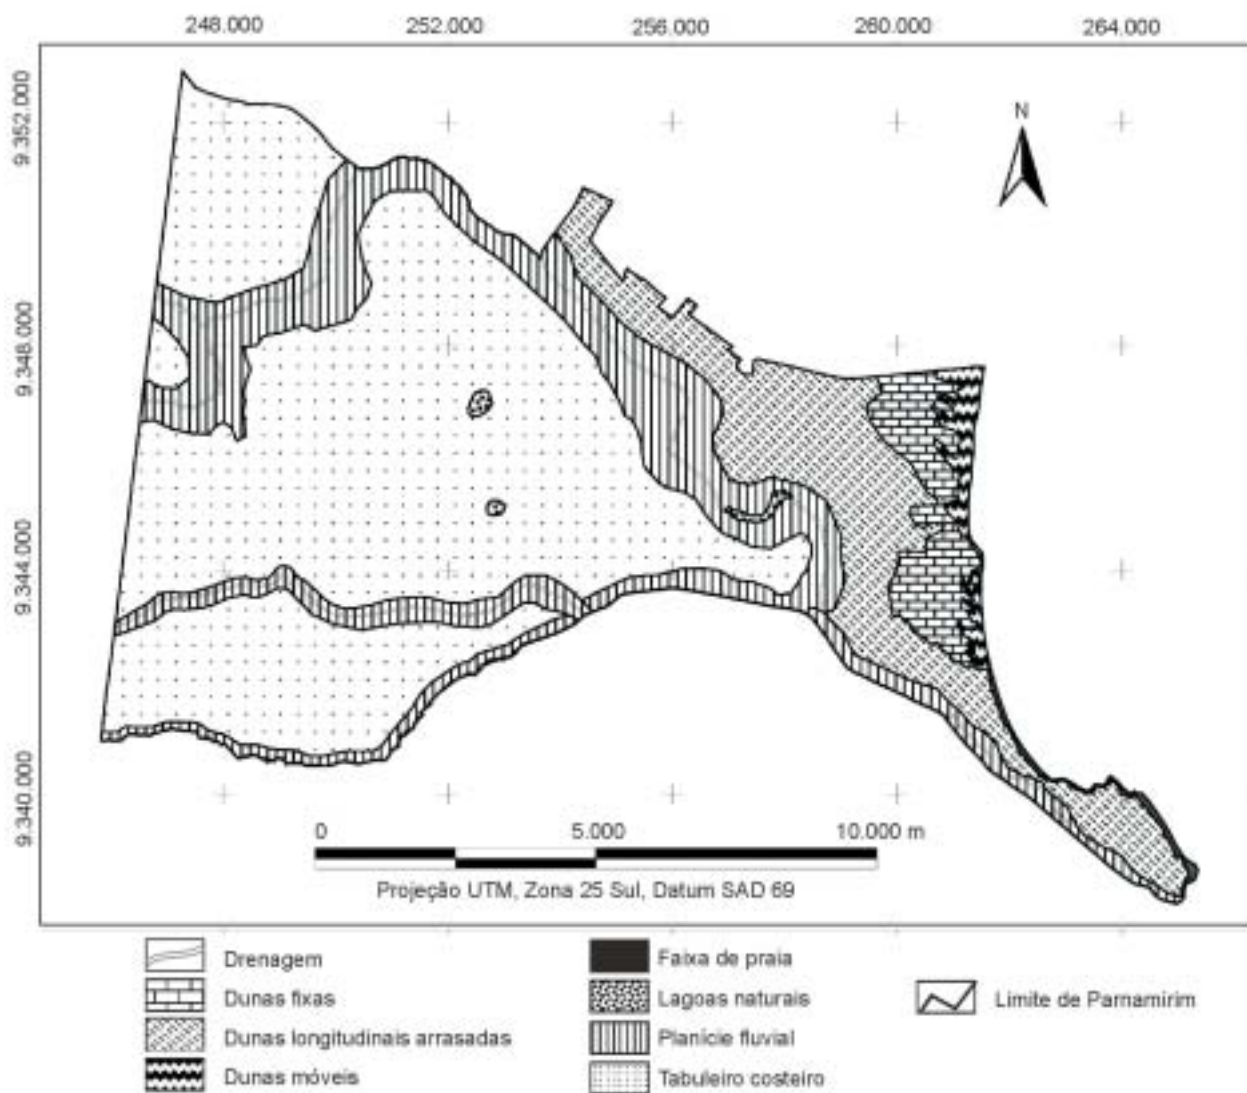 248.000 252.000 256.000 260.000 264.000
9.352.000
9.348.000
9.344.000
9.340.000
N
0 5.000 10.000 m
Projeção UTM, Zona 25 Sul, Datum SAD 69
Drenagem
Dunas fixas
Dunas longitudinais arrasadas
Dunas móveis
Faixa de praia
Lagoas naturais
Planície fluvial
Tabuleiro costeiro
Limite de Parnamirim